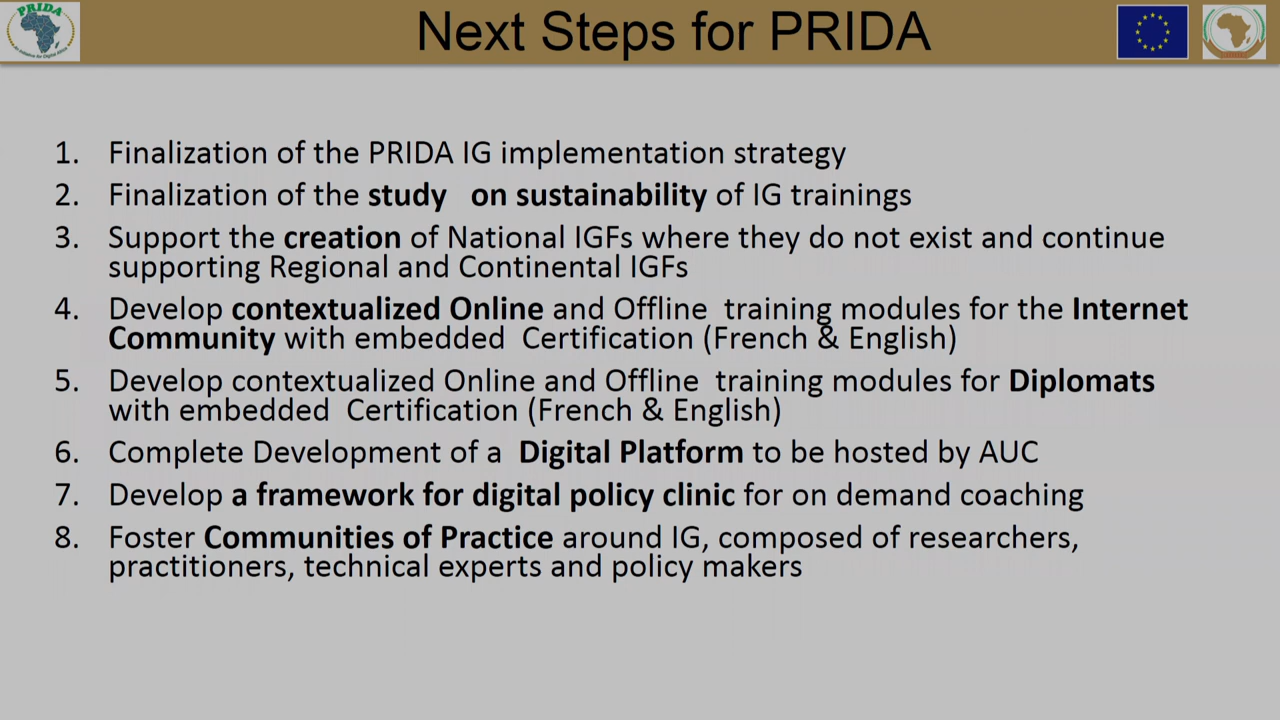 PRIDA
Next Steps for PRIDA
1. Finalization of the PRIDA IG implementation strategy
2. Finalization of the study on sustainability of IG trainings
3. Support the creation of National IGFs where they do not exist and continue
supporting Regional and Continental IGFs
4. Develop contextualized Online and Offline training modules for the Internet
Community with embedded Certification (French & English)
5. Develop contextualized Online and Offline training modules for Diplomats
with embedded Certification (French & English)
6. Complete Development of a Digital Platform to be hosted by AUC
7. Develop a framework for digital policy clinic for on demand coaching
8. Foster Communities of Practice around IG, composed of researchers,
practitioners, technical experts and policy makers